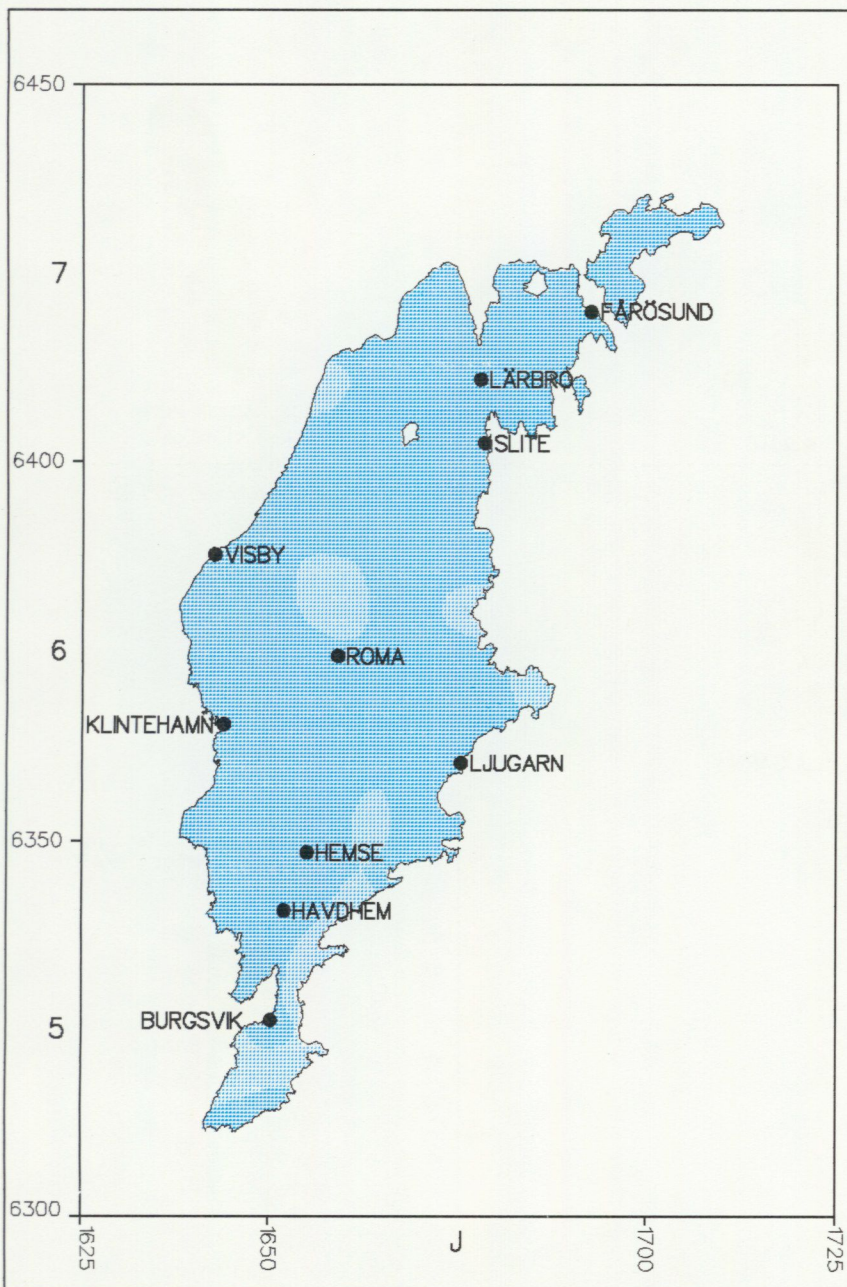 6450
7
FÅRÖSUND
LÄRBRO
SLITE
6400
VISBY
6
ROMA
KLINTEHAMN
LJUGARN
6350
HEMSE
HAVDHEM
BURGSVIK
5
6300
1625
1650
J
1700
1725